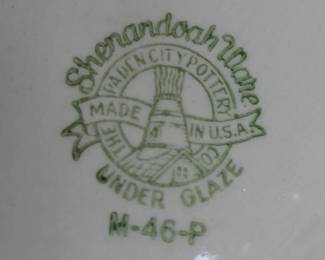 Shenandoah Ware
THE PADEN CITY POTTERY CO.
MADE IN U.S.A.
UNDER GLAZE
M-46-P